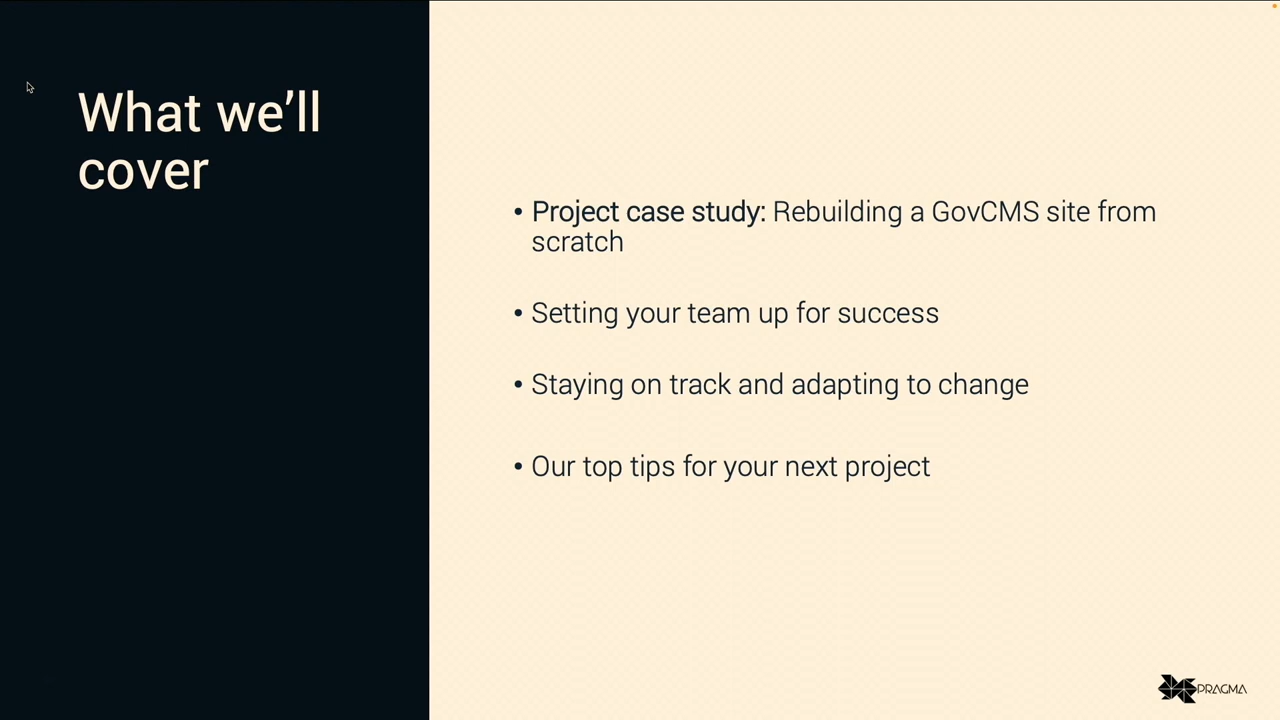 What we'll
cover
• Project case study: Rebuilding a GovCMS site from
scratch
• Setting your team up for success
• Staying on track and adapting to change
• Our top tips for your next project
PRAGMA